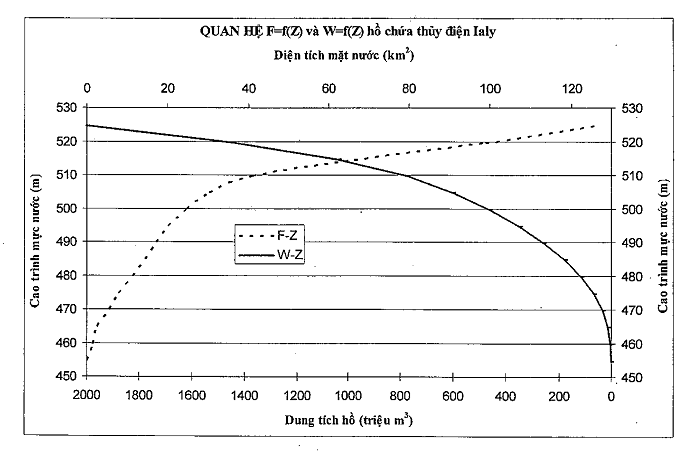 QUAN HỆ F=f(Z) và W=f(Z) hồ chứa thủy điện Ialy
Diện tích mặt nước (km²)
0 20 40 60 80 100 120
530 530
520 520
510 510
500 500
490 490
480 480
470 470
460 460
450 450
Cao trình mực nước (m)
Cao trình mực nước (m)
F-Z
W-Z
2000 1800 1600 1400 1200 1000 800 600 400 200 0
Dung tích hồ (triệu m³)